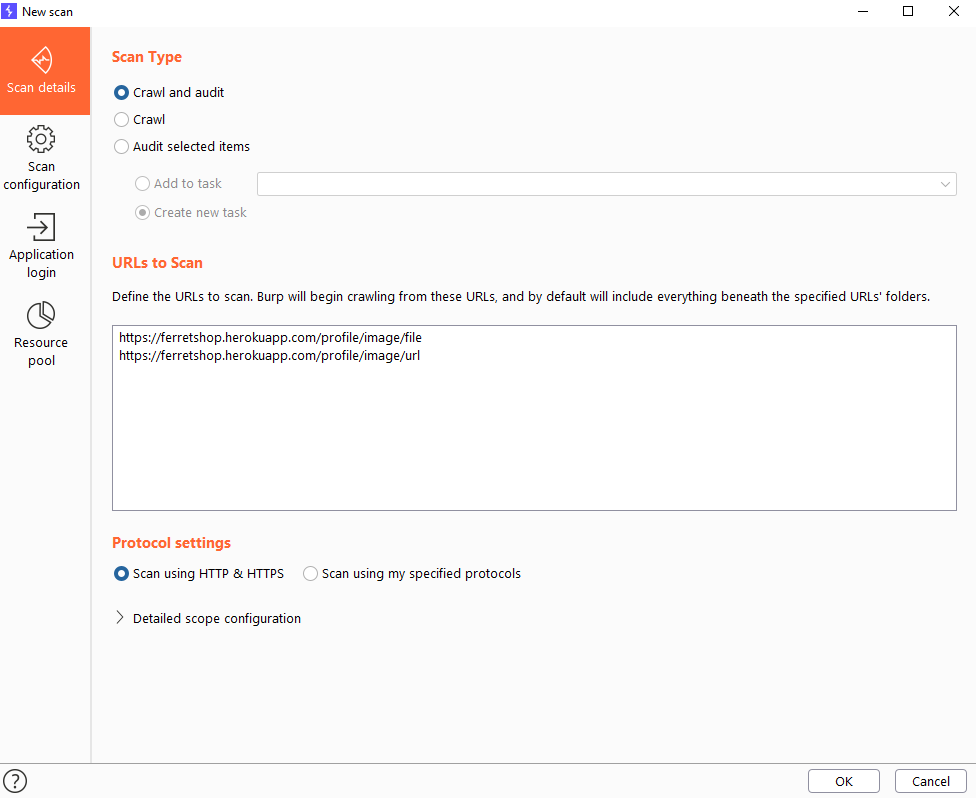 New scan
Scan details
Scan
configuration
Application
login
Resource
pool
Scan Type
Crawl and audit
Crawl
Audit selected items
Add to task
Create new task
URLs to Scan
Define the URLs to scan. Burp will begin crawling from these URLs, and by default will include everything beneath the specified URLs' folders.
https://ferretshop.herokuapp.com/profile/image/file
https://ferretshop.herokuapp.com/profile/image/url
Protocol settings
Scan using HTTP & HTTPS
Scan using my specified protocols
Detailed scope configuration
?
OK
Cancel